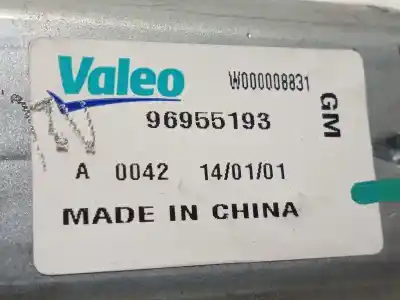 Valeo W000008831
96955193
GM
A 0042 14/01/01
MADE IN CHINA